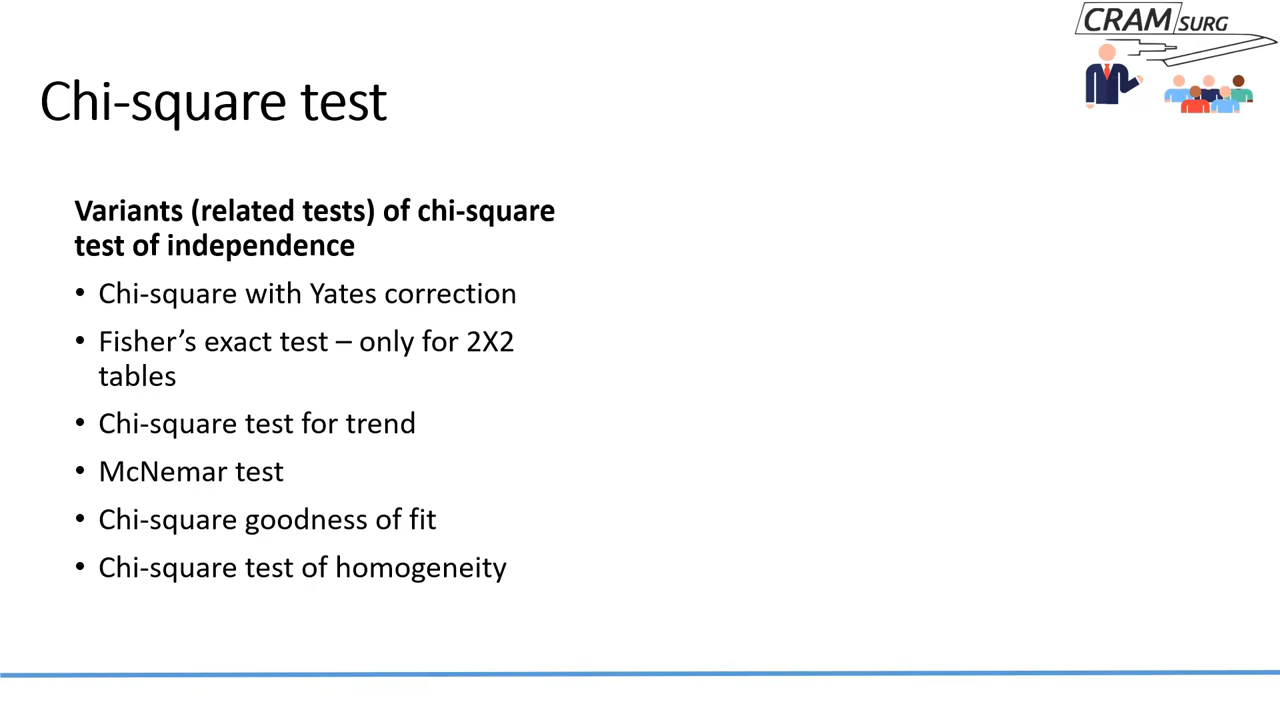 CRAM SURG
Chi-square test
Variants (related tests) of chi-square
test of independence
• Chi-square with Yates correction
• Fisher’s exact test – only for 2X2
tables
• Chi-square test for trend
• McNemar test
• Chi-square goodness of fit
• Chi-square test of homogeneity